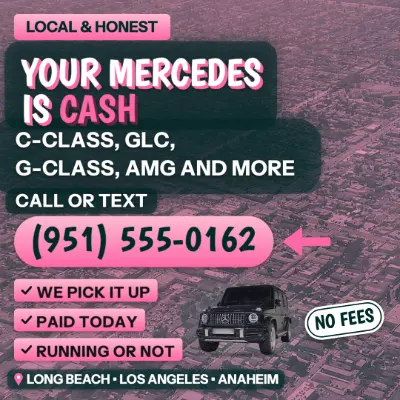 LOCAL & HONEST
YOUR MERCEDES
IS CASH
C-CLASS, GLC,
G-CLASS, AMG AND MORE
CALL OR TEXT
(951) 555-0162
✓ WE PICK IT UP
✓ PAID TODAY
✓ RUNNING OR NOT
NO FEES
LONG BEACH • LOS ANGELES • ANAHEIM